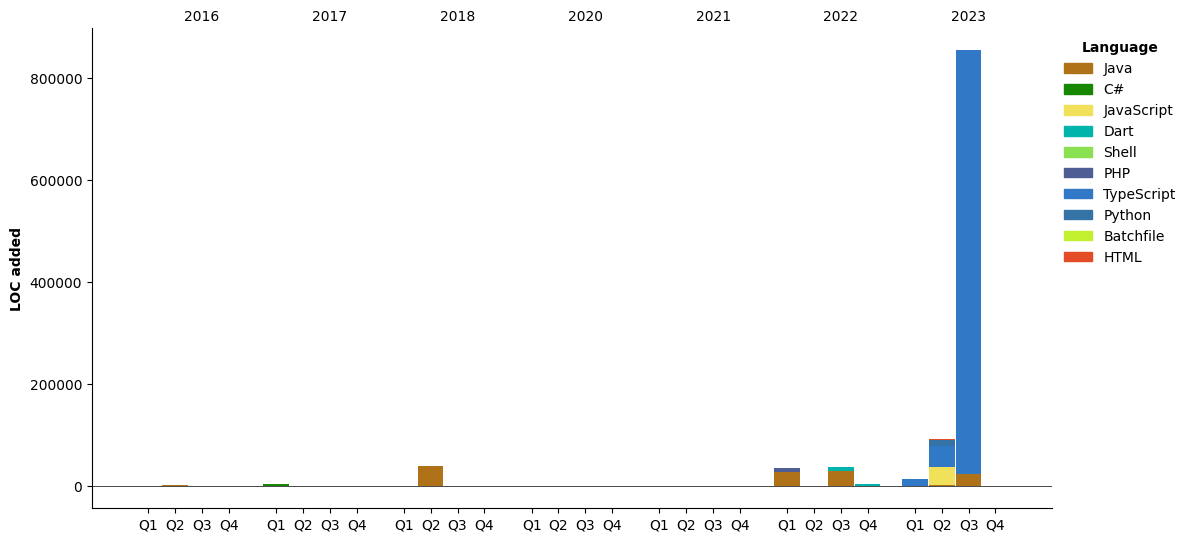 2016 2017 2018 2020 2021 2022 2023
Language
Java
C#
JavaScript
Dart
Shell
PHP
TypeScript
Python
Batchfile
HTML
LOC added
800000
600000
400000
200000
0
Q1 Q2 Q3 Q4 Q1 Q2 Q3 Q4 Q1 Q2 Q3 Q4 Q1 Q2 Q3 Q4 Q1 Q2 Q3 Q4 Q1 Q2 Q3 Q4 Q1 Q2 Q3 Q4